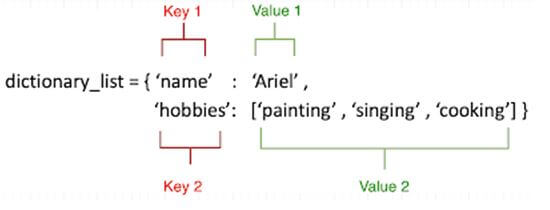 Key 1 Value 1
dictionary_list = { ‘name’ : ‘Ariel’ ,
‘hobbies’: [‘painting’ , ‘singing’ , ‘cooking’] }
Key 2 Value 2